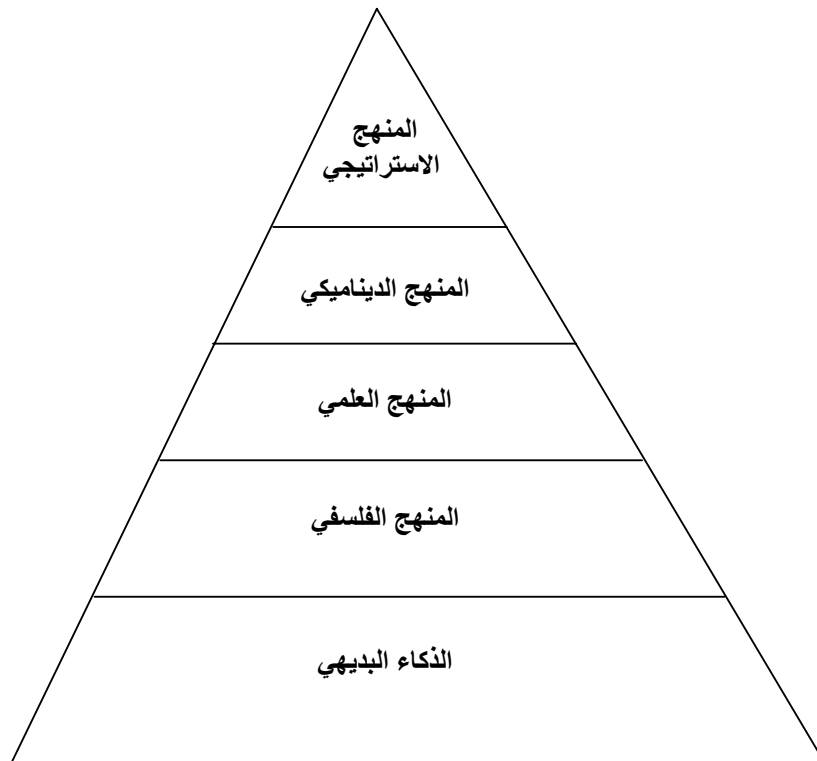 المنهج
الاستراتيجي
المنهج الديناميكي
المنهج العلمي
المنهج الفلسفي
الذكاء البديهي